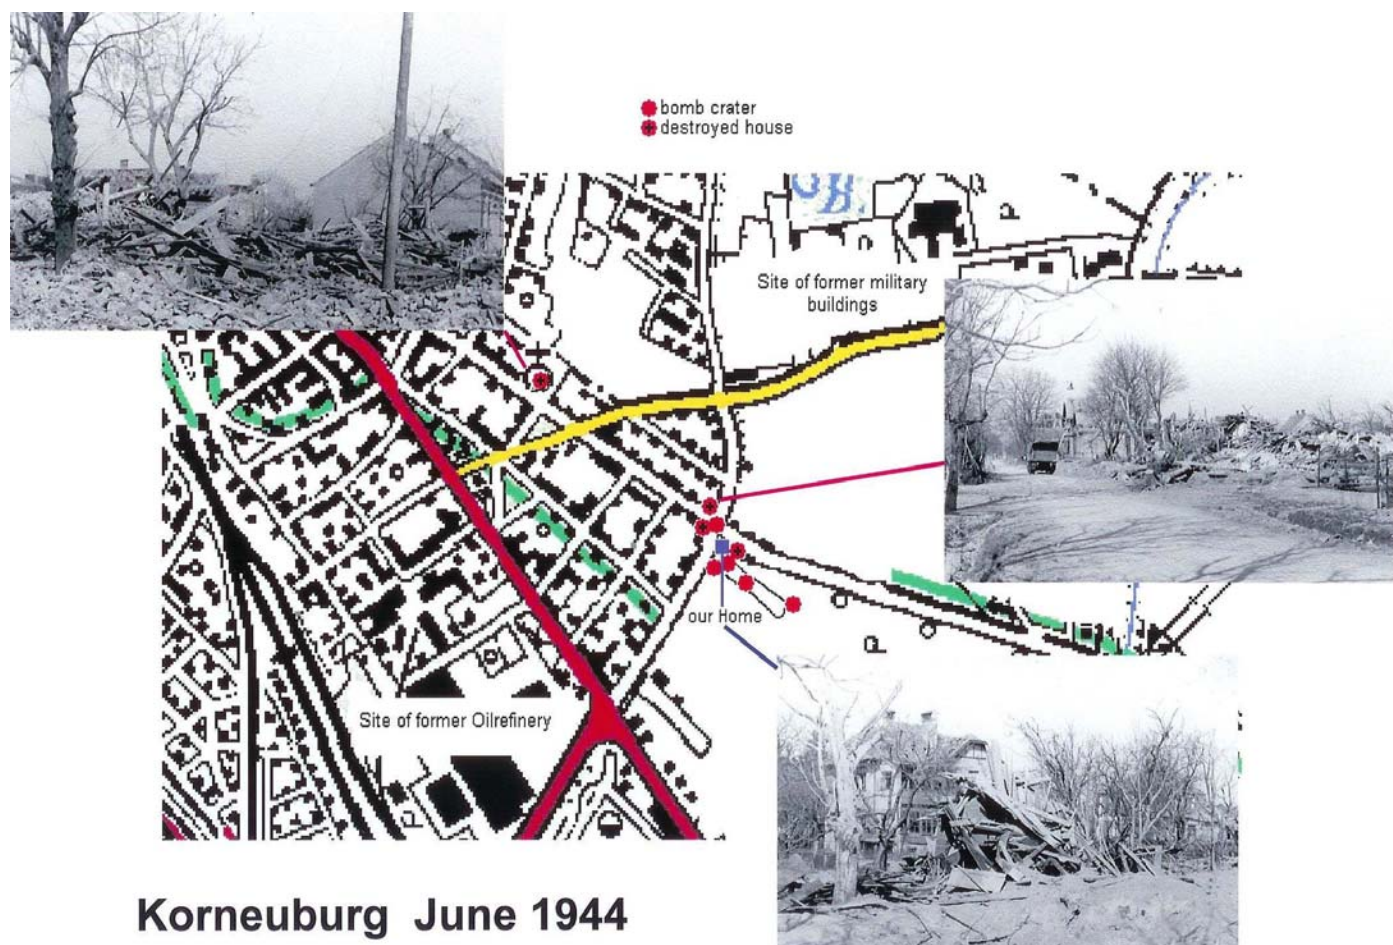 bomb crater
destroyed house
Site of former military
buildings
our Home
Site of former Oilrefinery
Korneuburg June 1944